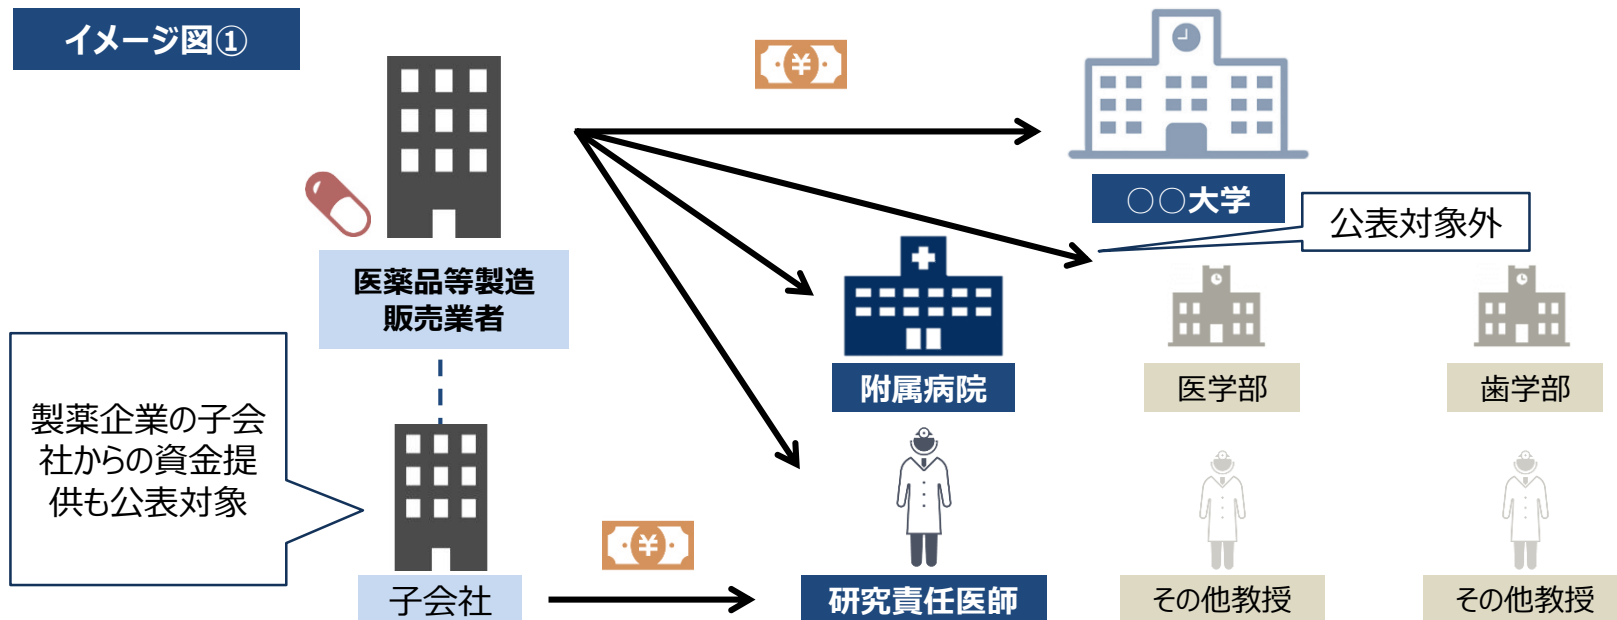 イメージ図①
¥
○○大学
公表対象外
医薬品等製造
販売業者
附属病院
医学部
歯学部
製薬企業の子会
社からの資金提
供も公表対象
¥
子会社
研究責任医師
その他教授
その他教授